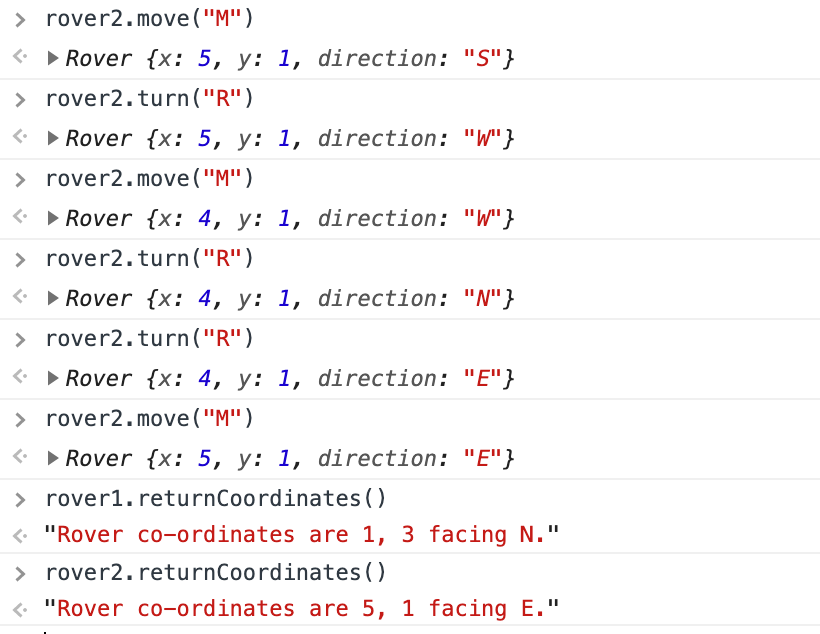 > rover2.move("M")
<· ▶Rover {x: 5, y: 1, direction: "S"}
> rover2.turn("R")
<· ▶Rover {x: 5, y: 1, direction: "W"}
> rover2.move("M")
<· ▶Rover {x: 4, y: 1, direction: "W"}
> rover2.turn("R")
<· ▶Rover {x: 4, y: 1, direction: "N"}
> rover2.turn("R")
<· ▶Rover {x: 4, y: 1, direction: "E"}
> rover2.move("M")
<· ▶Rover {x: 5, y: 1, direction: "E"}
> rover1.returnCoordinates()
<· "Rover co-ordinates are 1, 3 facing N."
> rover2.returnCoordinates()
<· "Rover co-ordinates are 5, 1 facing E."